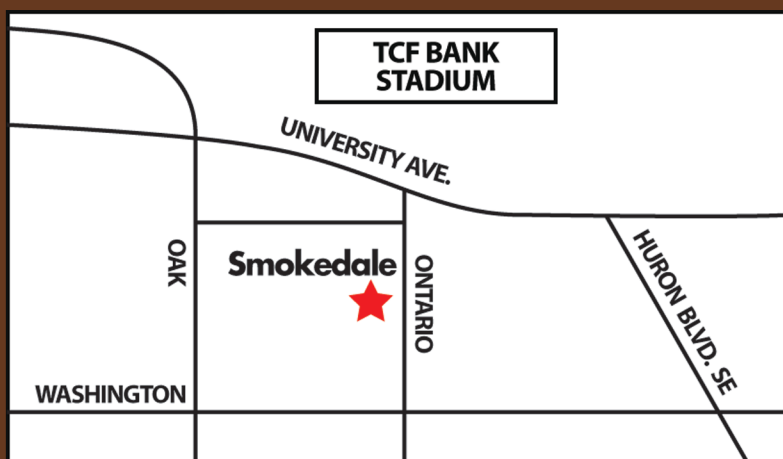 TCF BANK
STADIUM
UNIVERSITY AVE.
OAK
Smokedale
ONTARIO
HURON BLVD. SE
WASHINGTON